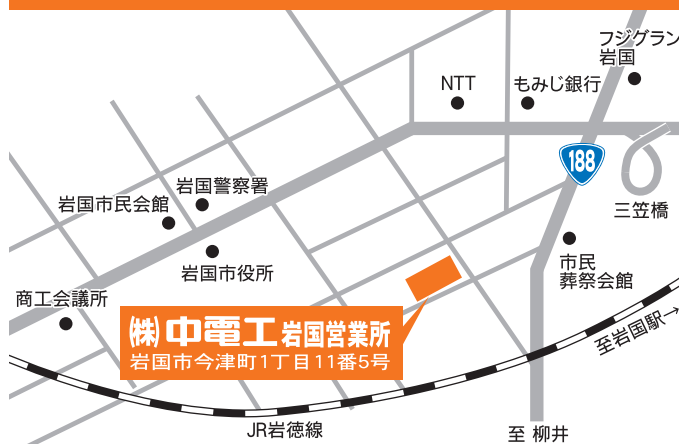 フジグラン
岩国
NTT
もみじ銀行
188
岩国警察署
岩国市民会館
三笠橋
岩国市役所
市民
葬祭会館
商工会議所
㈱中電工岩国営業所
岩国市今津町1丁目11番5号
至岩国駅→
JR岩徳線
至 柳井